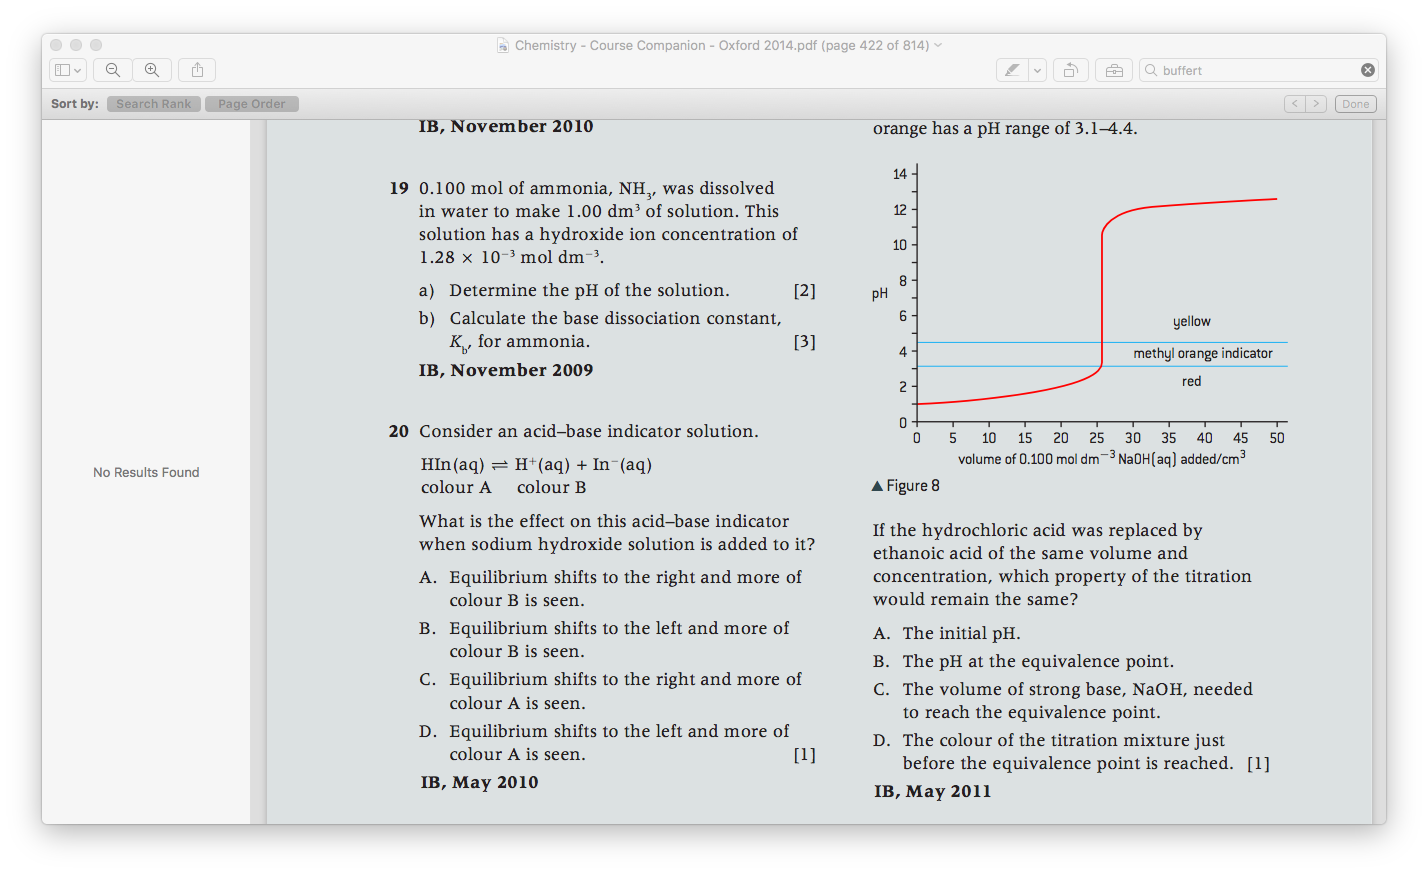 Chemistry - Course Companion - Oxford 2014.pdf (page 422 of 814)
buffert
Sort by: Search Rank Page Order
< > Done
No Results Found
IB, November 2010
19 0.100 mol of ammonia, NH₃, was dissolved
in water to make 1.00 dm³ of solution. This
solution has a hydroxide ion concentration of
1.28 × 10⁻³ mol dm⁻³.
a) Determine the pH of the solution. [2]
b) Calculate the base dissociation constant,
K_b, for ammonia. [3]
IB, November 2009
20 Consider an acid–base indicator solution.
HIn(aq) ⇌ H⁺(aq) + In⁻(aq)
colour A colour B
What is the effect on this acid–base indicator
when sodium hydroxide solution is added to it?
A. Equilibrium shifts to the right and more of
colour B is seen.
B. Equilibrium shifts to the left and more of
colour B is seen.
C. Equilibrium shifts to the right and more of
colour A is seen.
D. Equilibrium shifts to the left and more of
colour A is seen. [1]
IB, May 2010
orange has a pH range of 3.1–4.4.
14
12
10
8
pH
6
yellow
4
methyl orange indicator
2
red
0
0 5 10 15 20 25 30 35 40 45 50
volume of 0.100 mol dm⁻³ NaOH(aq) added/cm³
▲ Figure 8
If the hydrochloric acid was replaced by
ethanoic acid of the same volume and
concentration, which property of the titration
would remain the same?
A. The initial pH.
B. The pH at the equivalence point.
C. The volume of strong base, NaOH, needed
to reach the equivalence point.
D. The colour of the titration mixture just
before the equivalence point is reached. [1]
IB, May 2011